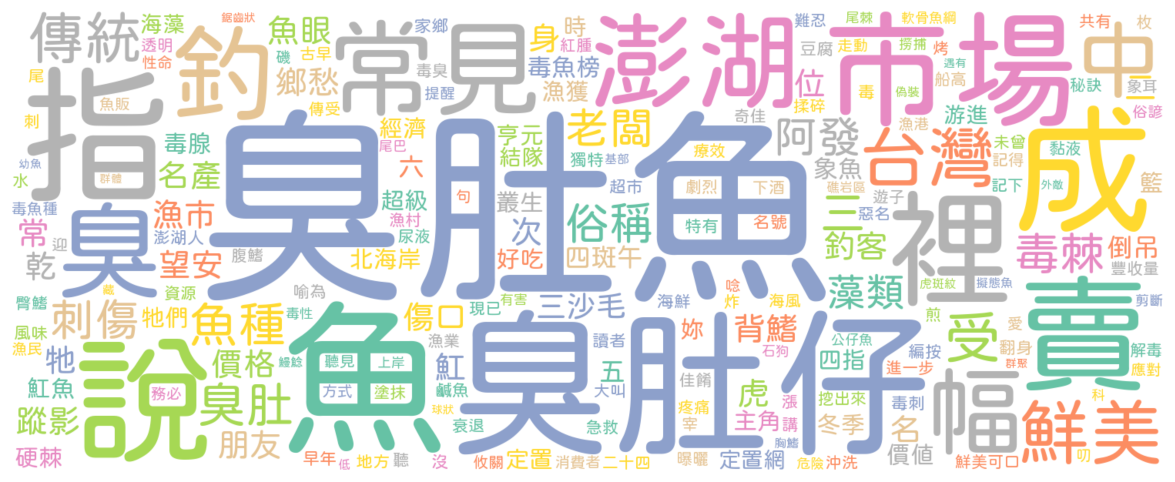 傳統
鋸齒狀
海藻
透明
性命
釣
魚眼
鄉愁
古早
磯
家鄉
常見
毒臭
提醒
身
時
紅腫
毒魚榜
漁獲
澎湖
難忍
豆腐
位
揉碎
尾棘
走動
毒
軟骨魚綱
撈捕
偽裝
烤
船高
遇有
市場
共有
枚
中
秘訣
象耳
二
俗諺
尾
刺
魚販
指
群體
幼魚
水
毒腺
名產
傳受
經濟
尾巴
六
超級
漁村
尿液
亨元
結隊
獨特
基部
句
叢生
次
好吃
老闆
奇佳
療效
劇烈
下酒
超市
俗稱
特有
名號
四斑午
阿發
象魚
漁港
礁岩區
遊子
三
惡名
釣客
台灣
游進
未曾
記得
記下
黏液
外敵
成
籃
毒魚種
常
迎
乾
漁市
澎湖人
臭
望安
腹鰭
臭肚魚
北海岸
裡
毒棘
倒吊
豐收量
臀鰭
藏
資源
風味
漁民
刺傷
牠們
魚種
喻為
毒性
傷口
現已
有害
三沙毛
海鮮
唸
炸
海風
藻類
虎斑紋
煎
擬態魚
剪斷
牠
魟魚
蹤影
硬棘
說
務必
價格
臭肚
朋友
鰻鯰
聽見
上岸
方式
塗抹
魚
漁業
魟
鹹魚
球狀
衰退
臭肚仔
讀者
五
大叫
急救
妳
佳餚
疼痛
宰
背鰭
石狗
虎
主角
漲
講
胸鰭
公仔魚
四指
挖出來
冬季
編按
毒刺
名
受
進一步
愛
翻身
群聚
幅
價值
賣
解毒
應對
科
鮮美
早年
低
地方
聽
沒
攸關
定置
消費者
二十四
曝曬
定置網
危險
沖洗
鮮美可口
叨